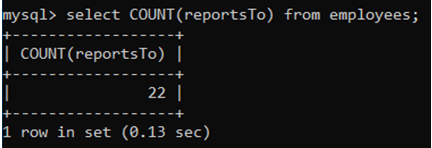 mysql> select COUNT(reportsTo) from employees;
+------------------+
| COUNT(reportsTo) |
+------------------+
|               22 |
+------------------+
1 row in set (0.13 sec)